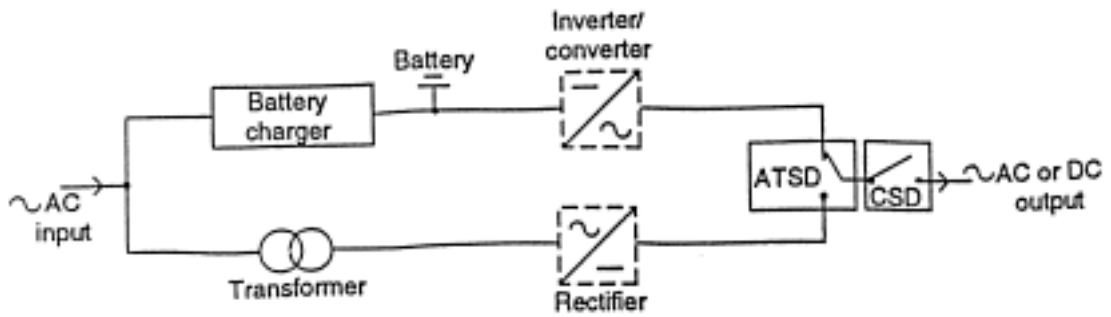 Inverter/
converter
Battery
Battery
charger
ATSD
CSD
∿AC or DC
output
∿AC
input
Transformer
Rectifier